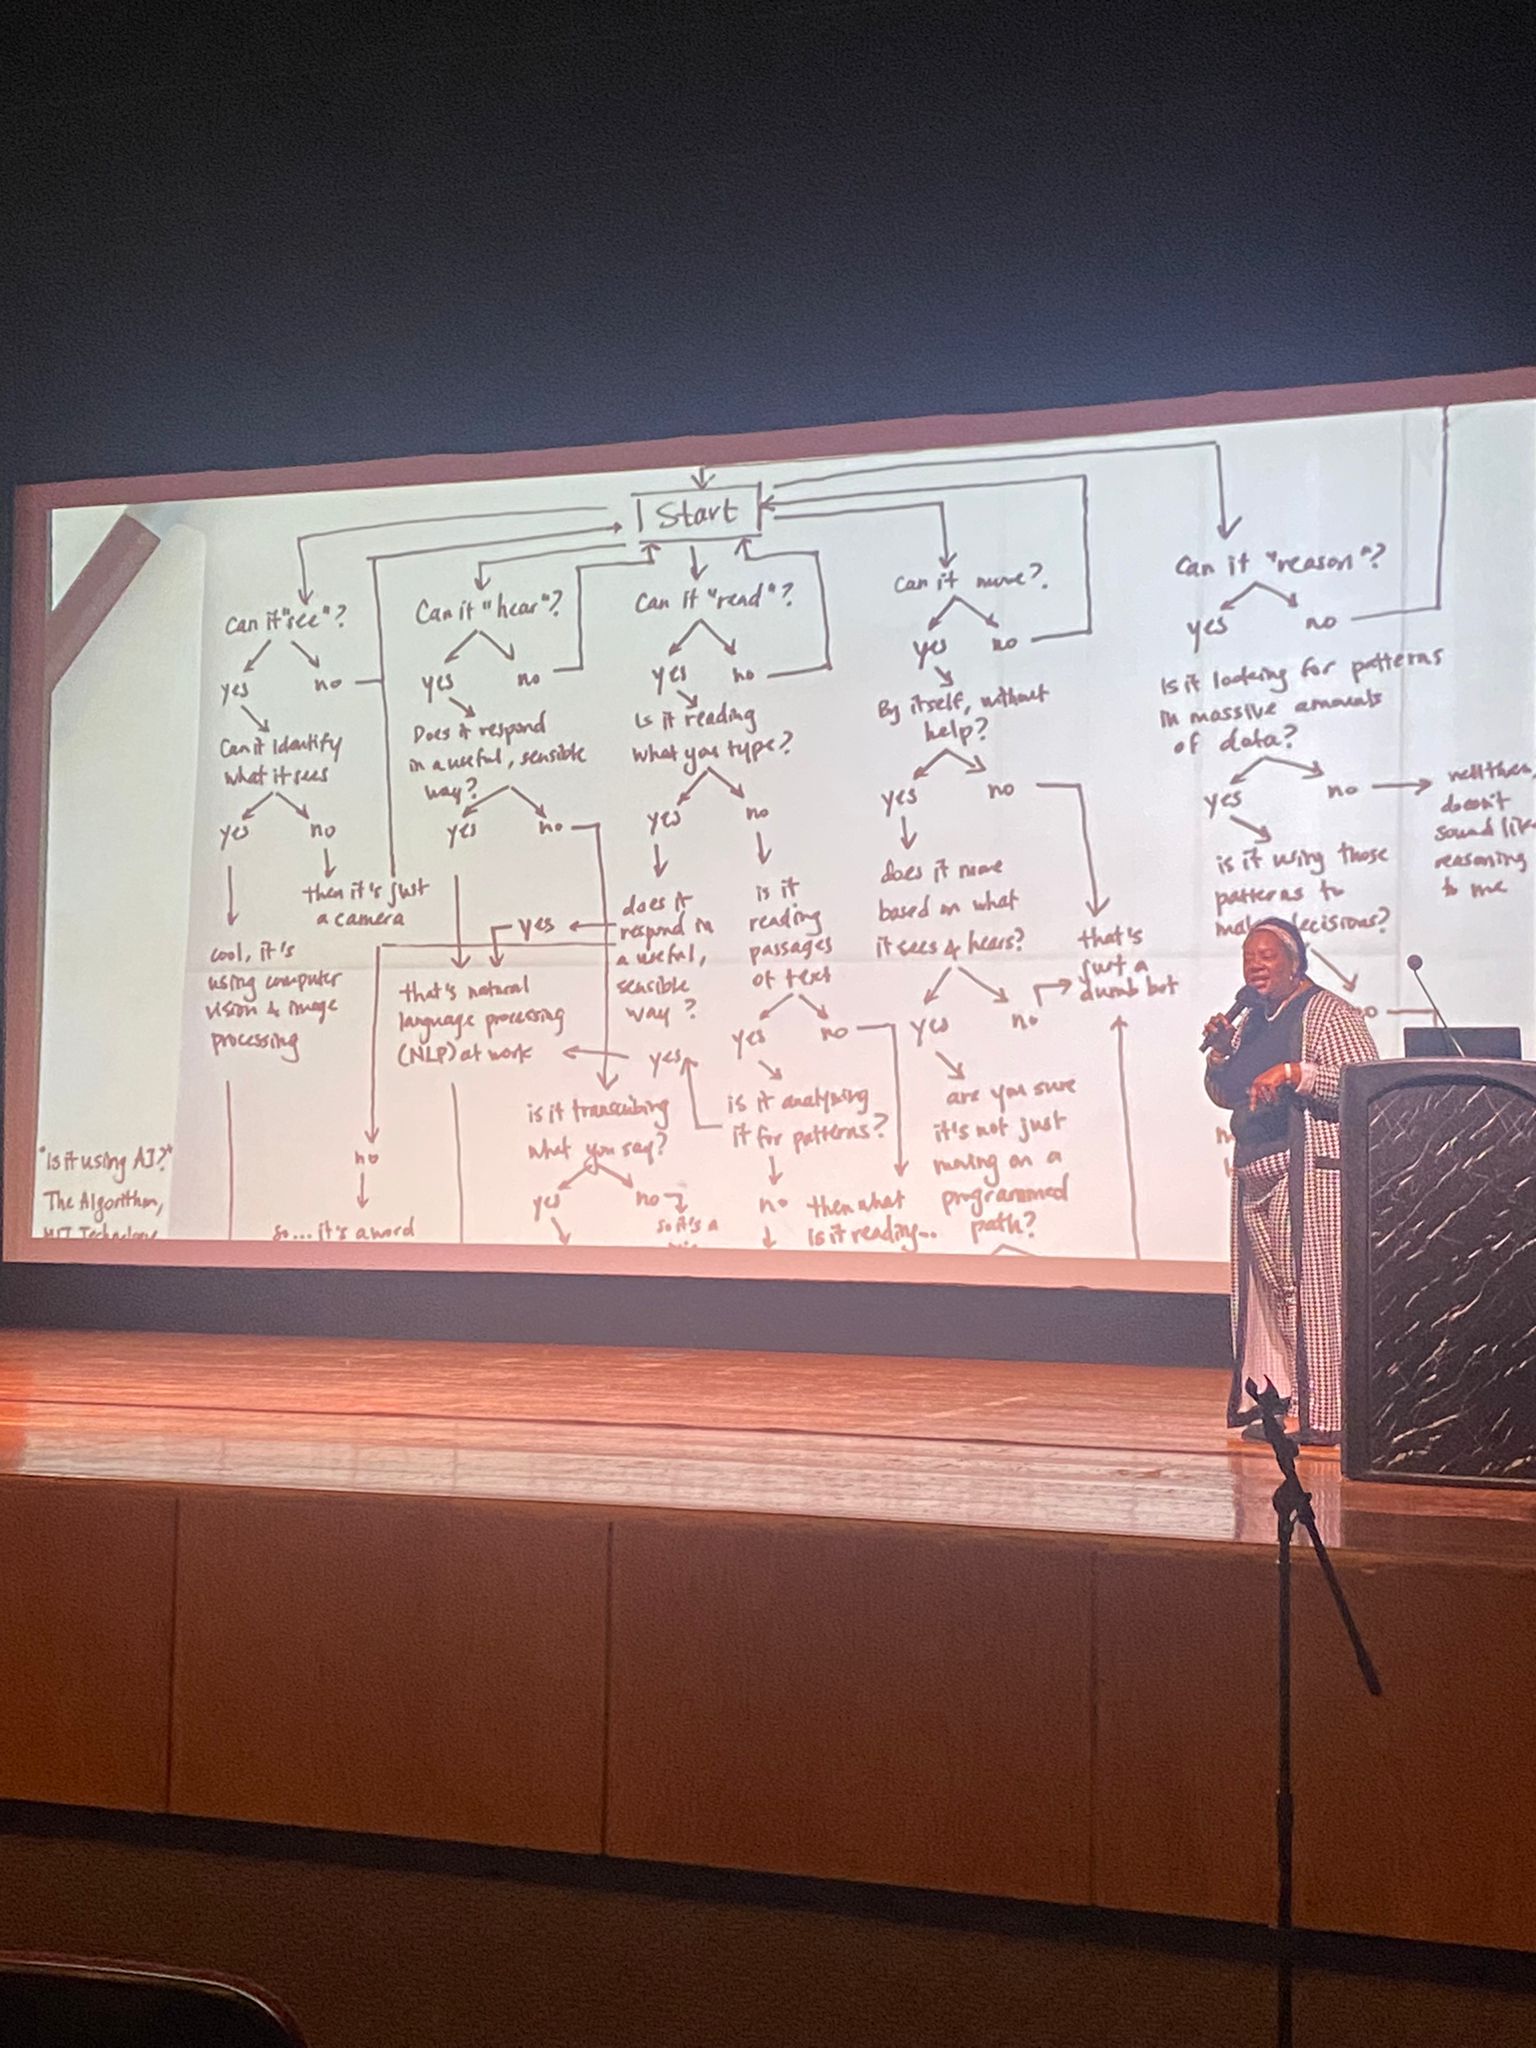 Start
Can it "see"?
yes
no
Can it identify
what it sees
yes
no
then it's just
a camera
cool, it's
using computer
vision & image
processing
Can it "hear"?
yes
no
Does it respond
in a useful, sensible
way?
yes
no
that's natural
language processing
(NLP) at work
is it transcribing
what you say?
yes
no
so it's a
Can it "read"?
yes
no
Is it reading
what you type?
yes
no
does it
respond in
a useful,
sensible
way?
yes
no
so... it's a word
is it
reading
passages
of text
yes
no
is it analyzing
it for patterns?
yes
no
then what
is it reading...
Can it move?
yes
no
By itself, without
help?
yes
no
does it move
based on what
it sees & hears?
that's
just a
dumb bot
yes
no
are you sure
it's not just
moving on a
programmed
path?
Can it "reason"?
yes
no
Is it looking for patterns
in massive amounts
of data?
yes
no
well then,
doesn't
sound like
reasoning
to me
is it using those
patterns to
decisions?
"Is it using AI?"
The Algorithm,
MIT Technology